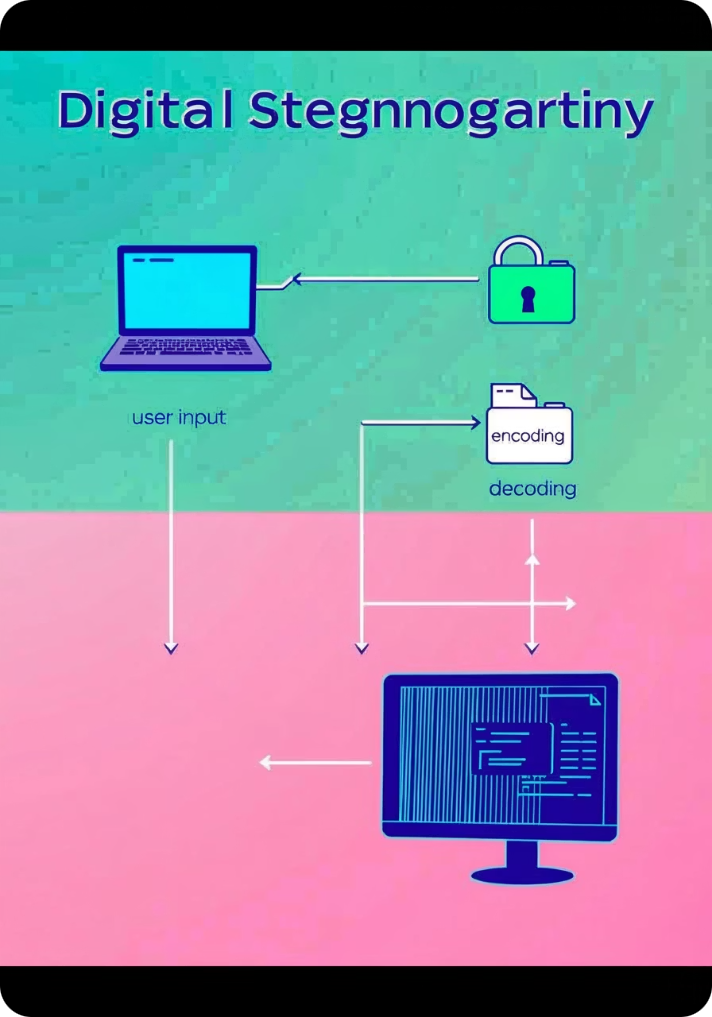 Digital Stegnnogartiny
user input
encoding
decoding